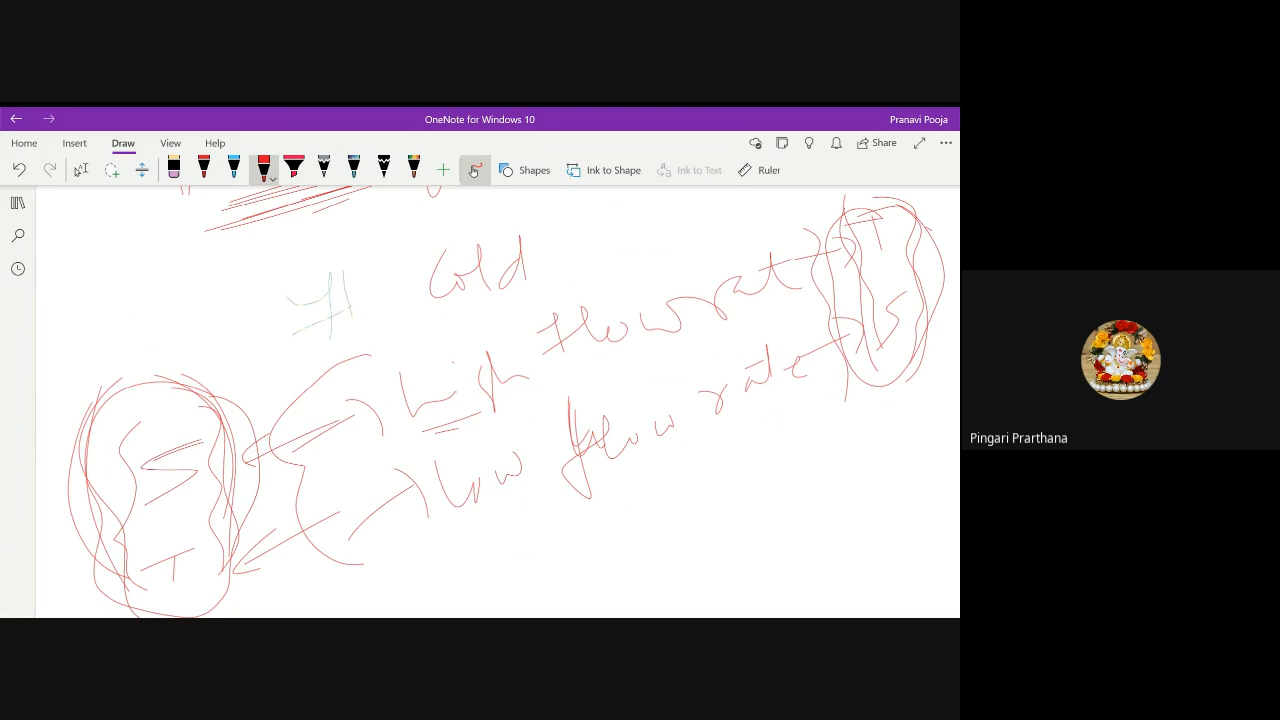 OneNote for Windows 10
Pranavi Pooja
Home Insert Draw View Help
Share
Shapes Ink to Shape Ink to Text Ruler
T
S
Cold
high flow rate
low flow rate
S
T
Pingari Prarthana